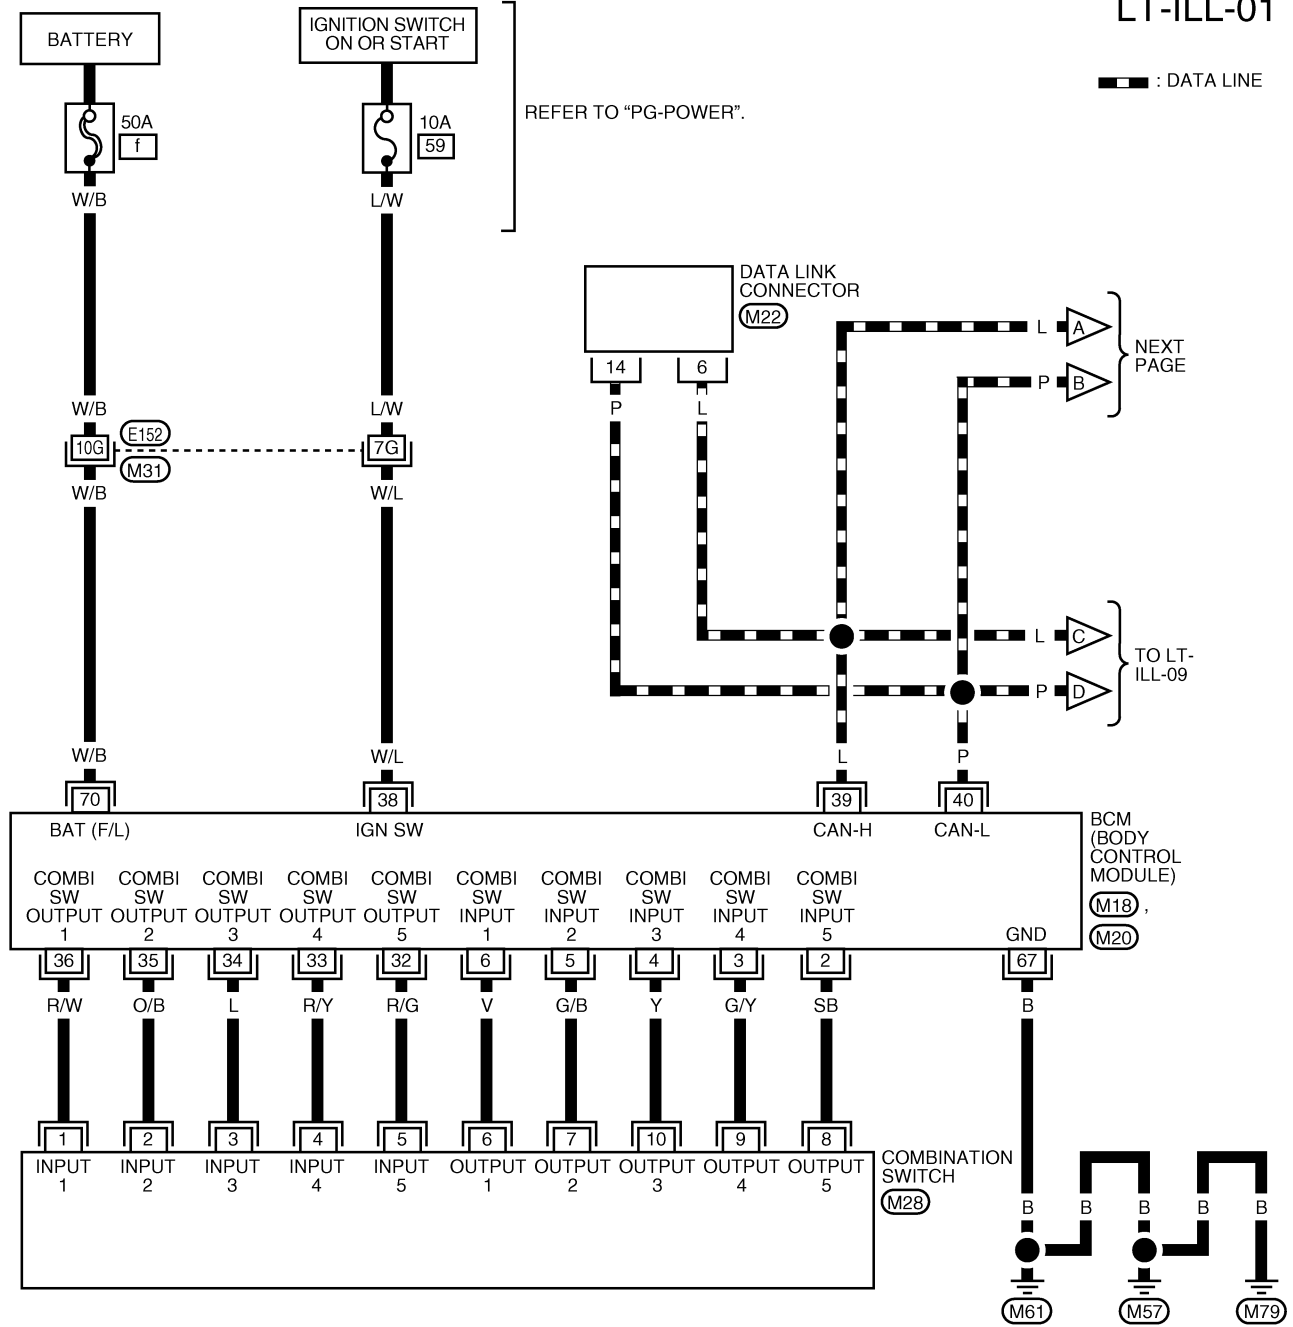 LT-ILL-01
BATTERY
IGNITION SWITCH
ON OR START
: DATA LINE
REFER TO “PG-POWER”.
50A
f
10A
59
W/B
L/W
DATA LINK
CONNECTOR
M22
14
6
P
L
L
A
P
B
NEXT
PAGE
W/B
L/W
10G
E152
M31
7G
W/B
W/L
L
C
P
D
TO LT-
ILL-09
W/B
W/L
L
P
70
38
39
40
BAT (F/L)
IGN SW
CAN-H
CAN-L
BCM
(BODY
CONTROL
MODULE)
M18 ,
M20
COMBI
SW
OUTPUT
1
COMBI
SW
OUTPUT
2
COMBI
SW
OUTPUT
3
COMBI
SW
OUTPUT
4
COMBI
SW
OUTPUT
5
COMBI
SW
INPUT
1
COMBI
SW
INPUT
2
COMBI
SW
INPUT
3
COMBI
SW
INPUT
4
COMBI
SW
INPUT
5
GND
36
35
34
33
32
6
5
4
3
2
67
R/W
O/B
L
R/Y
R/G
V
G/B
Y
G/Y
SB
B
1
2
3
4
5
6
7
10
9
8
INPUT
1
INPUT
2
INPUT
3
INPUT
4
INPUT
5
OUTPUT
1
OUTPUT
2
OUTPUT
3
OUTPUT
4
OUTPUT
5
COMBINATION
SWITCH
M28
B
B
B
B
B
M61
M57
M79